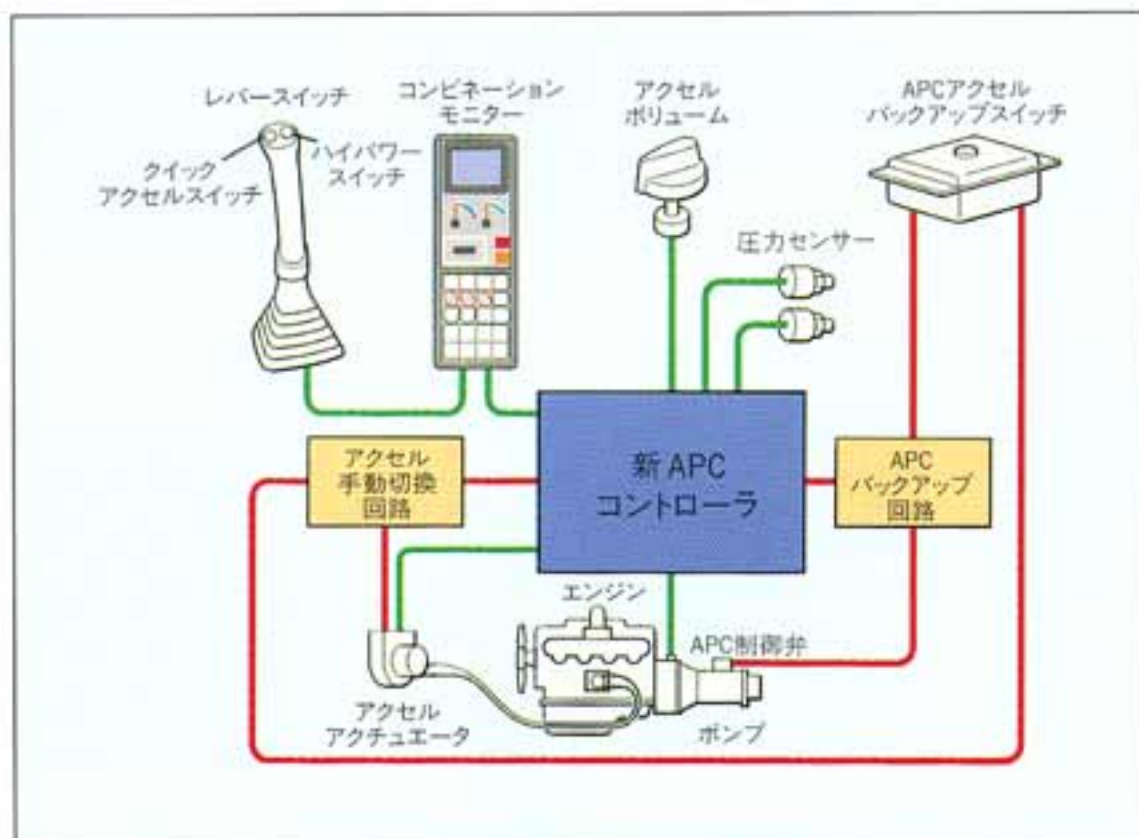 レバースイッチ
クイック
アクセルスイッチ
ハイパワー
スイッチ
コンビネーション
モニター
アクセル
ボリューム
APCアクセル
バックアップスイッチ
圧力センサー
アクセル
手動切換
回路
新APC
コントローラ
APC
バックアップ
回路
エンジン
APC制御弁
アクセル
アクチュエータ
ポンプ